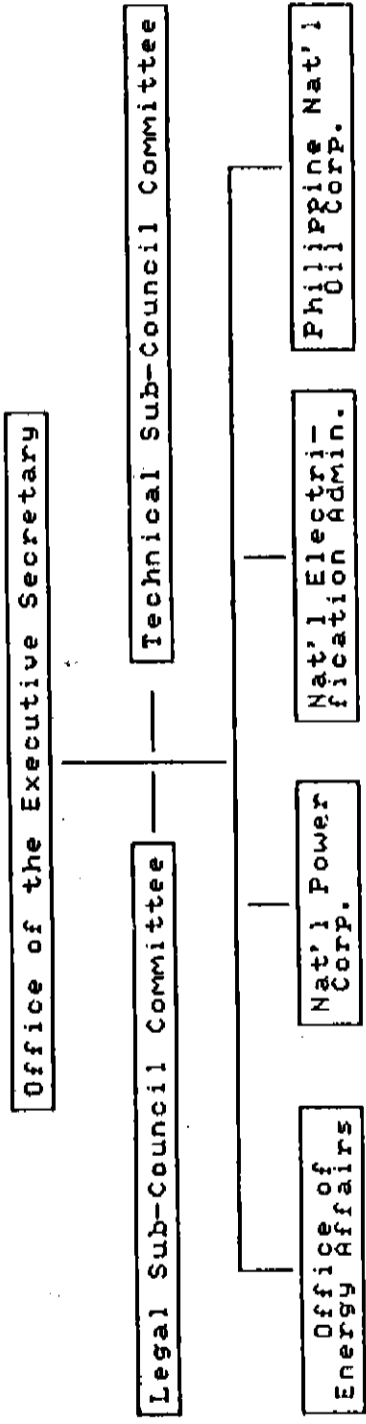 Office of the Executive Secretary
Legal Sub-Council Committee
Technical Sub-Council Committee
Office of
Energy Affairs
Nat'l Power
Corp.
Nat'l Electri-
fication Admin.
Philippine Nat'l
Oil Corp.